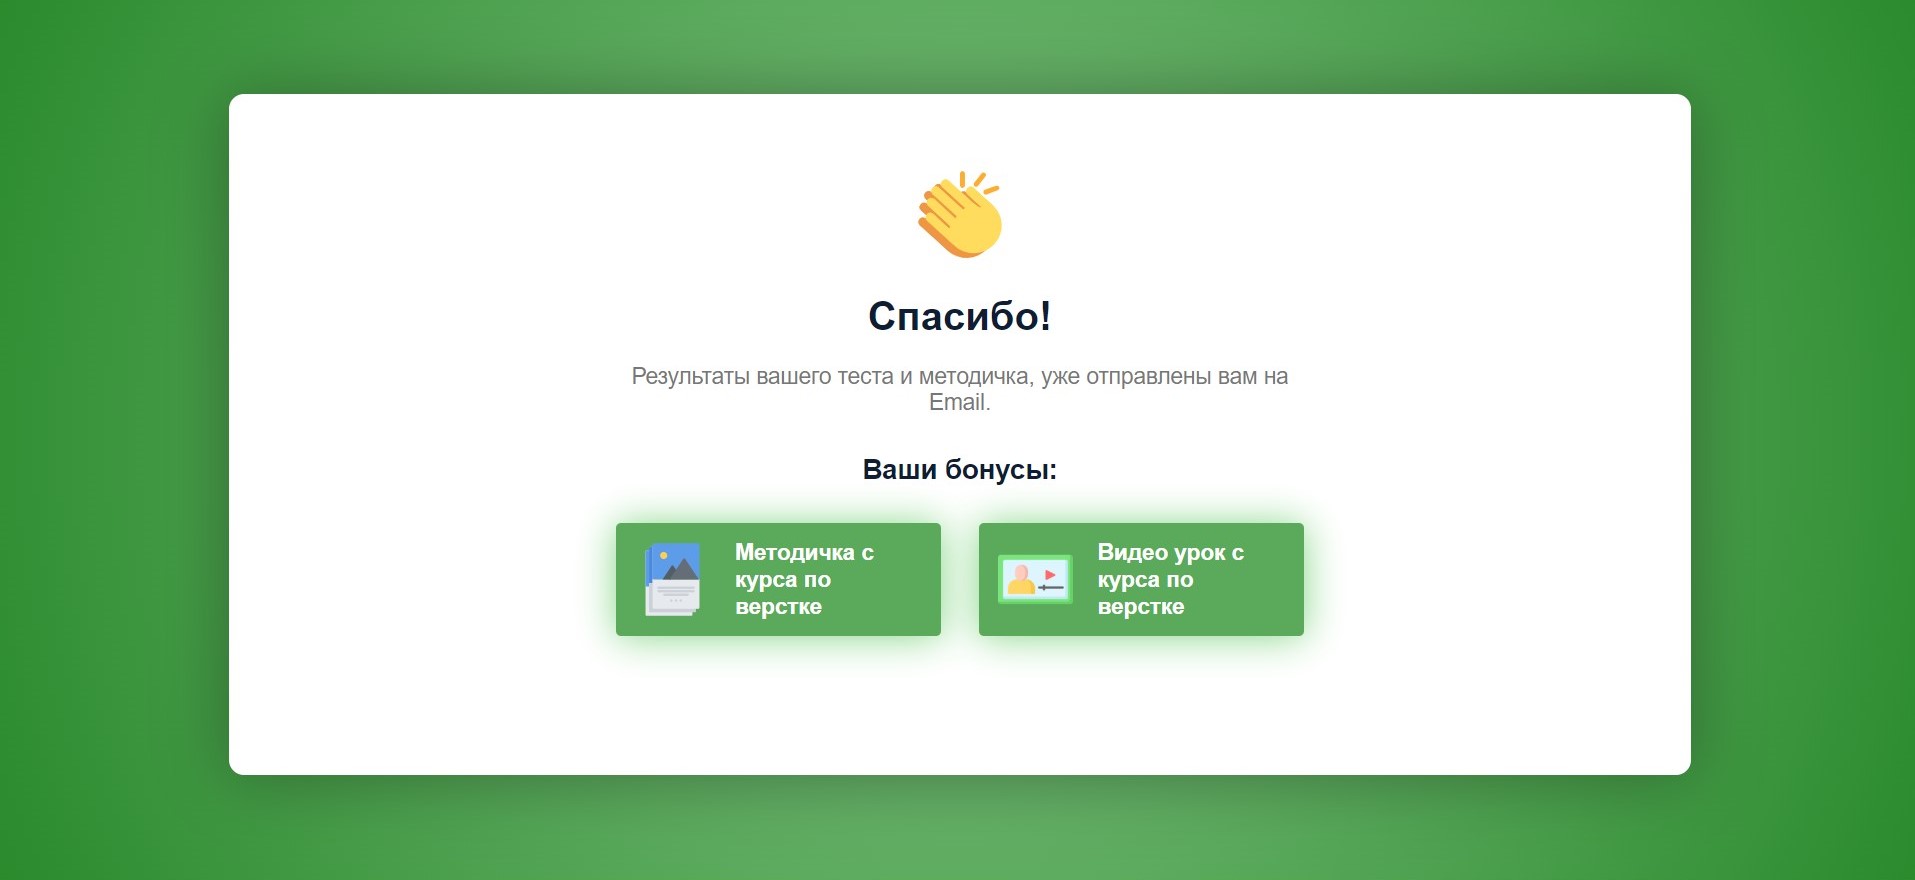 Спасибо!
Результаты вашего теста и методичка, уже отправлены вам на
Email.
Ваши бонусы:
Методичка с
курса по
верстке
Видео урок с
курса по
верстке